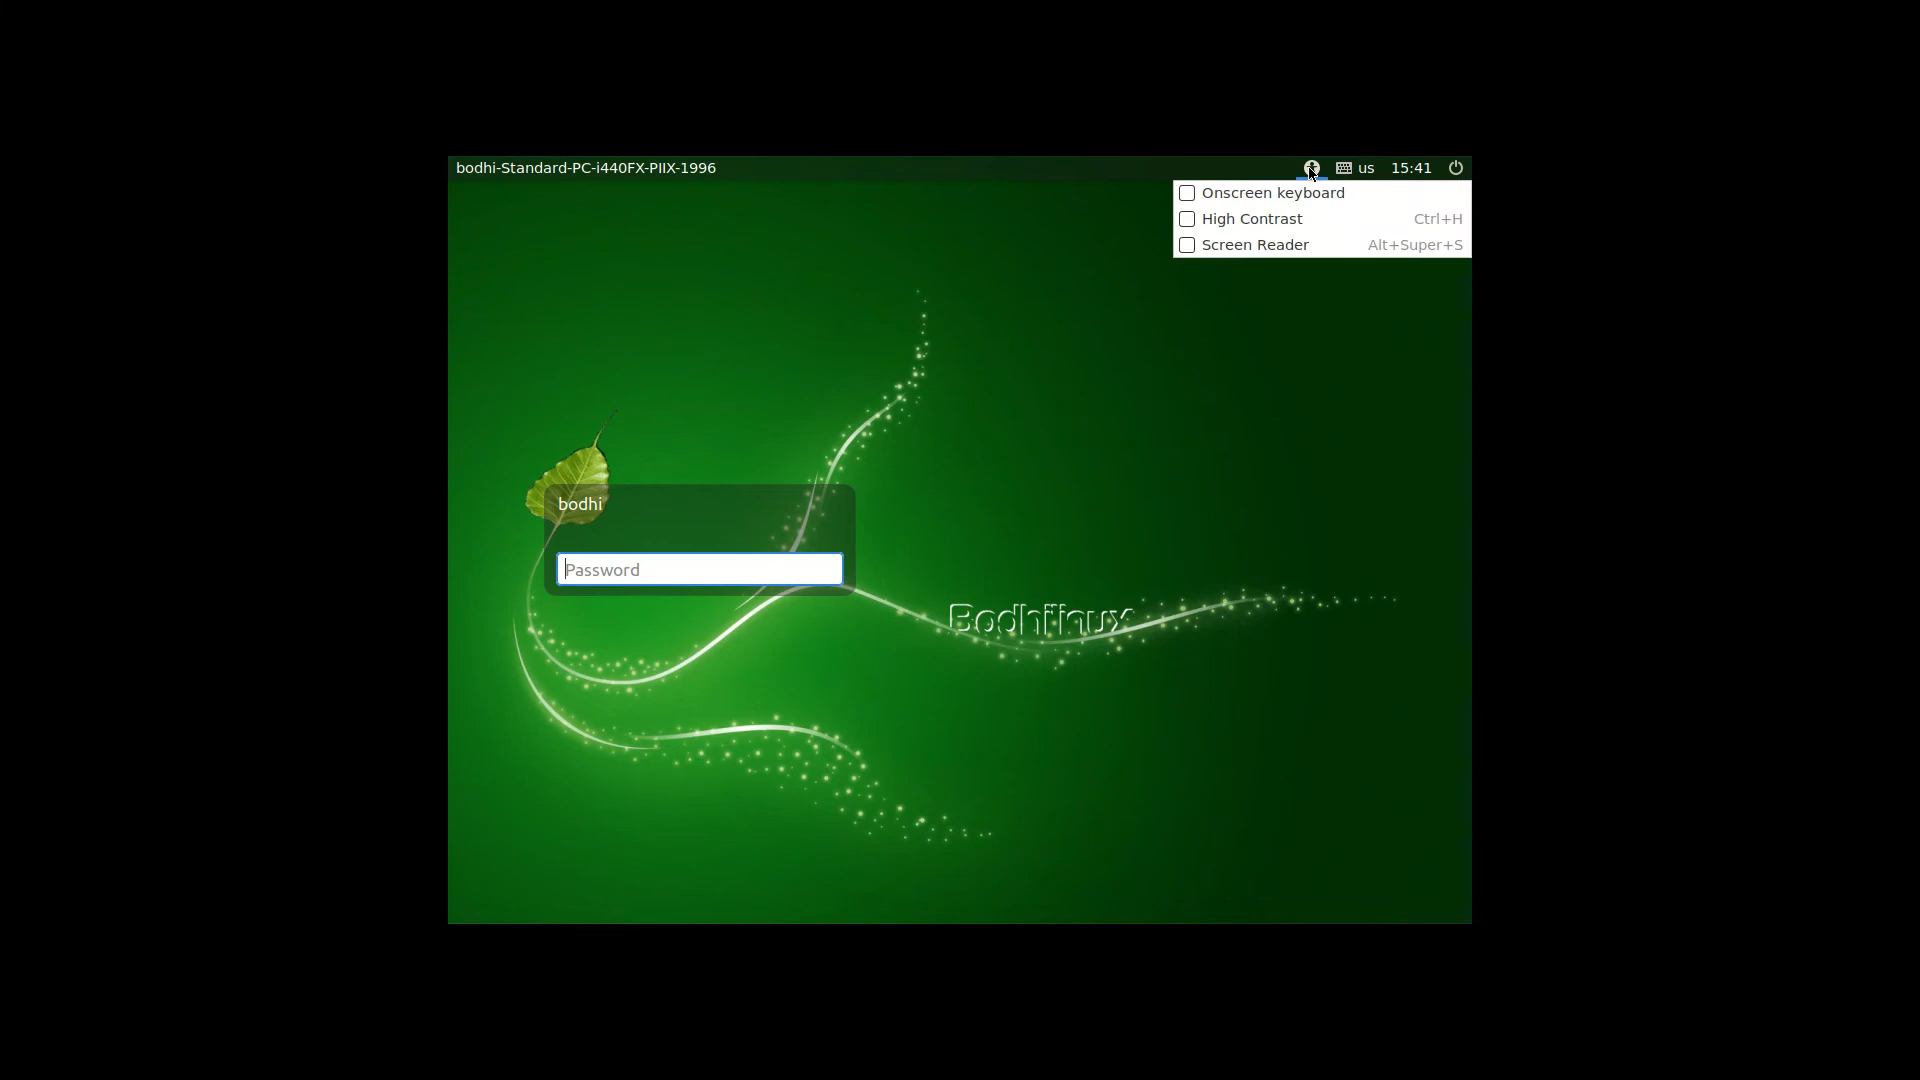 bodhi-Standard-PC-i440FX-PIIX-1996 us 15:41
Onscreen keyboard
High Contrast Ctrl+H
Screen Reader Alt+Super+S
bodhi
Password
Bodhilinux